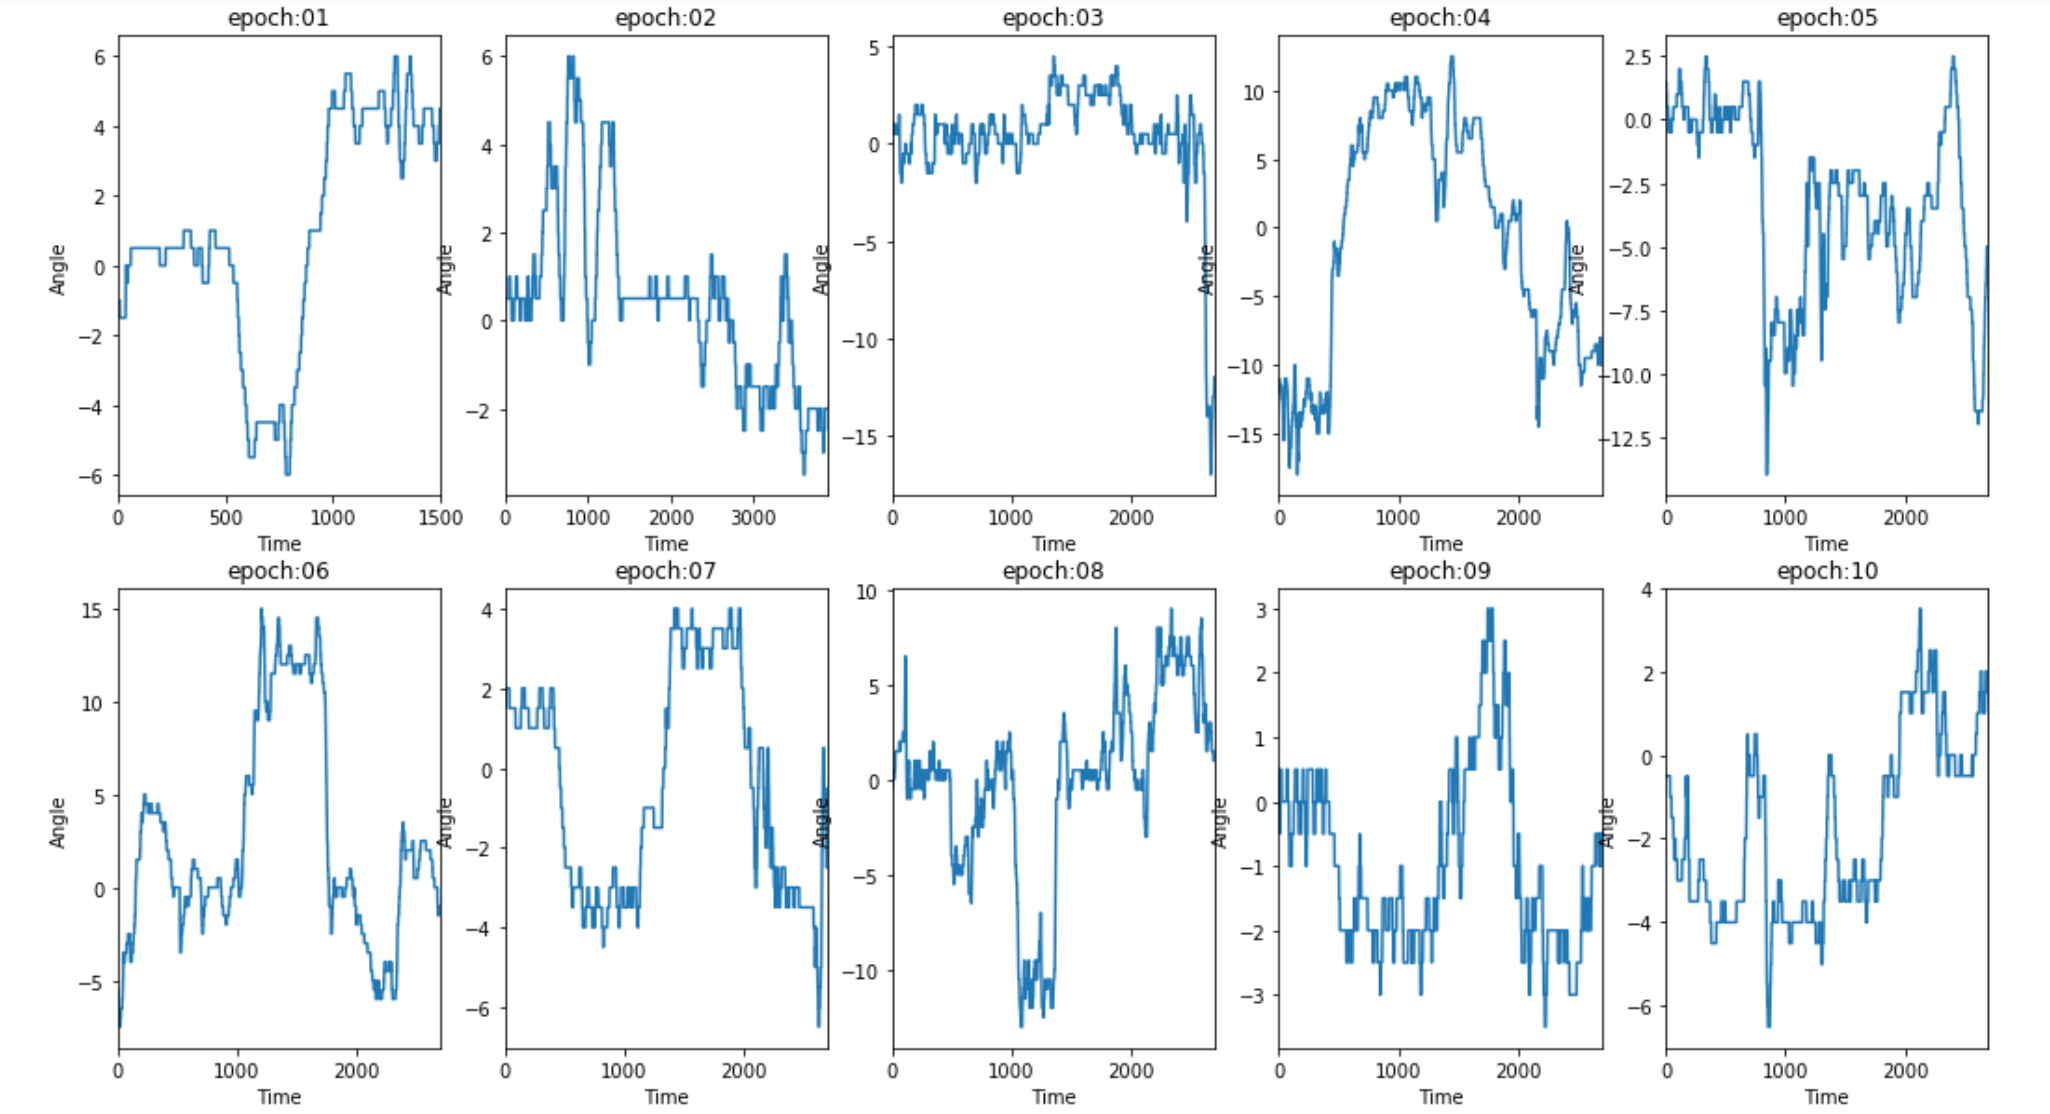 epoch:01
6
4
2
0
−2
−4
−6
Angle
0 500 1000 1500
Time
epoch:02
6
4
2
0
−2
Angle
0 1000 2000 3000
Time
epoch:03
5
0
−5
−10
−15
Angle
0 1000 2000
Time
epoch:04
10
5
0
−5
−10
−15
Angle
0 1000 2000
Time
epoch:05
2.5
0.0
−2.5
−5.0
−7.5
−10.0
−12.5
Angle
0 1000 2000
Time
epoch:06
15
10
5
0
−5
Angle
0 1000 2000
Time
epoch:07
4
2
0
−2
−4
−6
Angle
0 1000 2000
Time
epoch:08
10
5
0
−5
−10
Angle
0 1000 2000
Time
epoch:09
3
2
1
0
−1
−2
−3
Angle
0 1000 2000
Time
epoch:10
4
2
0
−2
−4
−6
Angle
0 1000 2000
Time